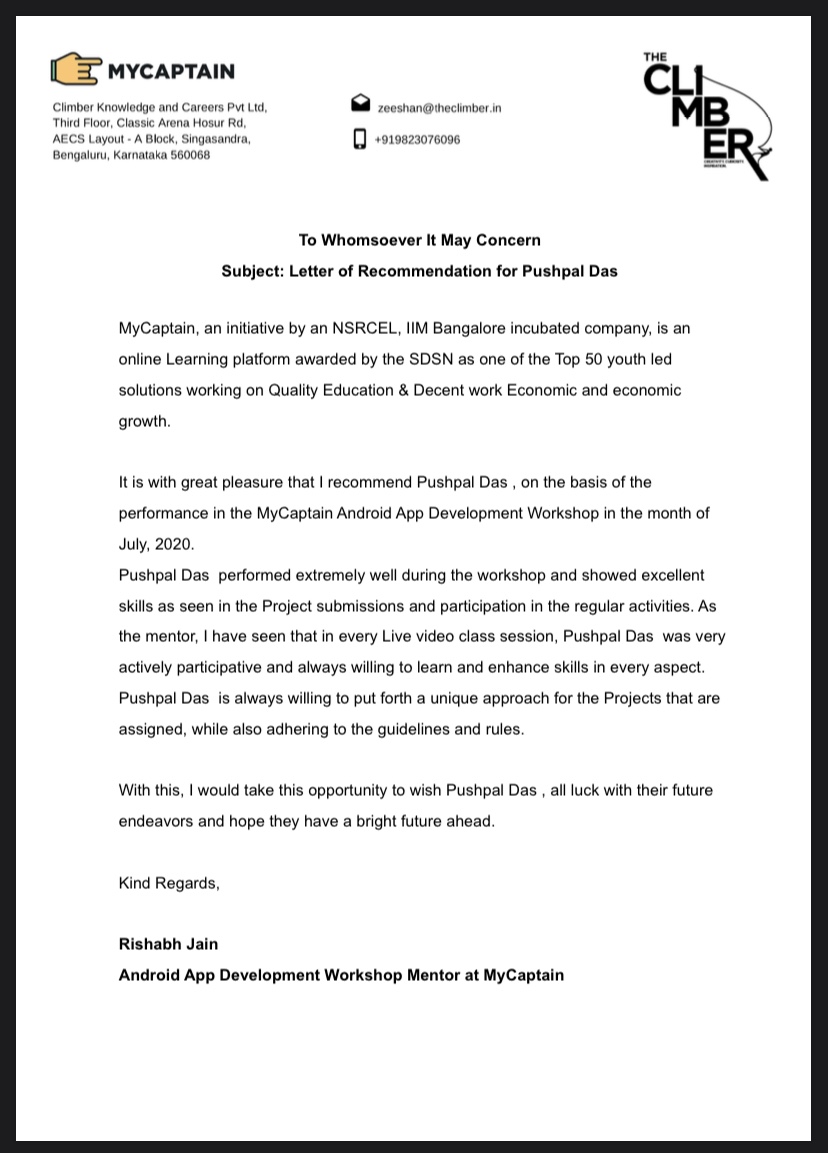 MYCAPTAIN
Climber Knowledge and Careers Pvt Ltd,
Third Floor, Classic Arena Hosur Rd,
AECS Layout - A Block, Singasandra,
Bengaluru, Karnataka 560068
zeeshan@theclimber.in
+919823076096
THE
CLI
MB
ER
To Whomsoever It May Concern
Subject: Letter of Recommendation for Pushpal Das
MyCaptain, an initiative by an NSRCEL, IIM Bangalore incubated company, is an
online Learning platform awarded by the SDSN as one of the Top 50 youth led
solutions working on Quality Education & Decent work Economic and economic
growth.
It is with great pleasure that I recommend Pushpal Das , on the basis of the
performance in the MyCaptain Android App Development Workshop in the month of
July, 2020.
Pushpal Das  performed extremely well during the workshop and showed excellent
skills as seen in the Project submissions and participation in the regular activities. As
the mentor, I have seen that in every Live video class session, Pushpal Das  was very
actively participative and always willing to learn and enhance skills in every aspect.
Pushpal Das  is always willing to put forth a unique approach for the Projects that are
assigned, while also adhering to the guidelines and rules.
With this, I would take this opportunity to wish Pushpal Das , all luck with their future
endeavors and hope they have a bright future ahead.
Kind Regards,
Rishabh Jain
Android App Development Workshop Mentor at MyCaptain